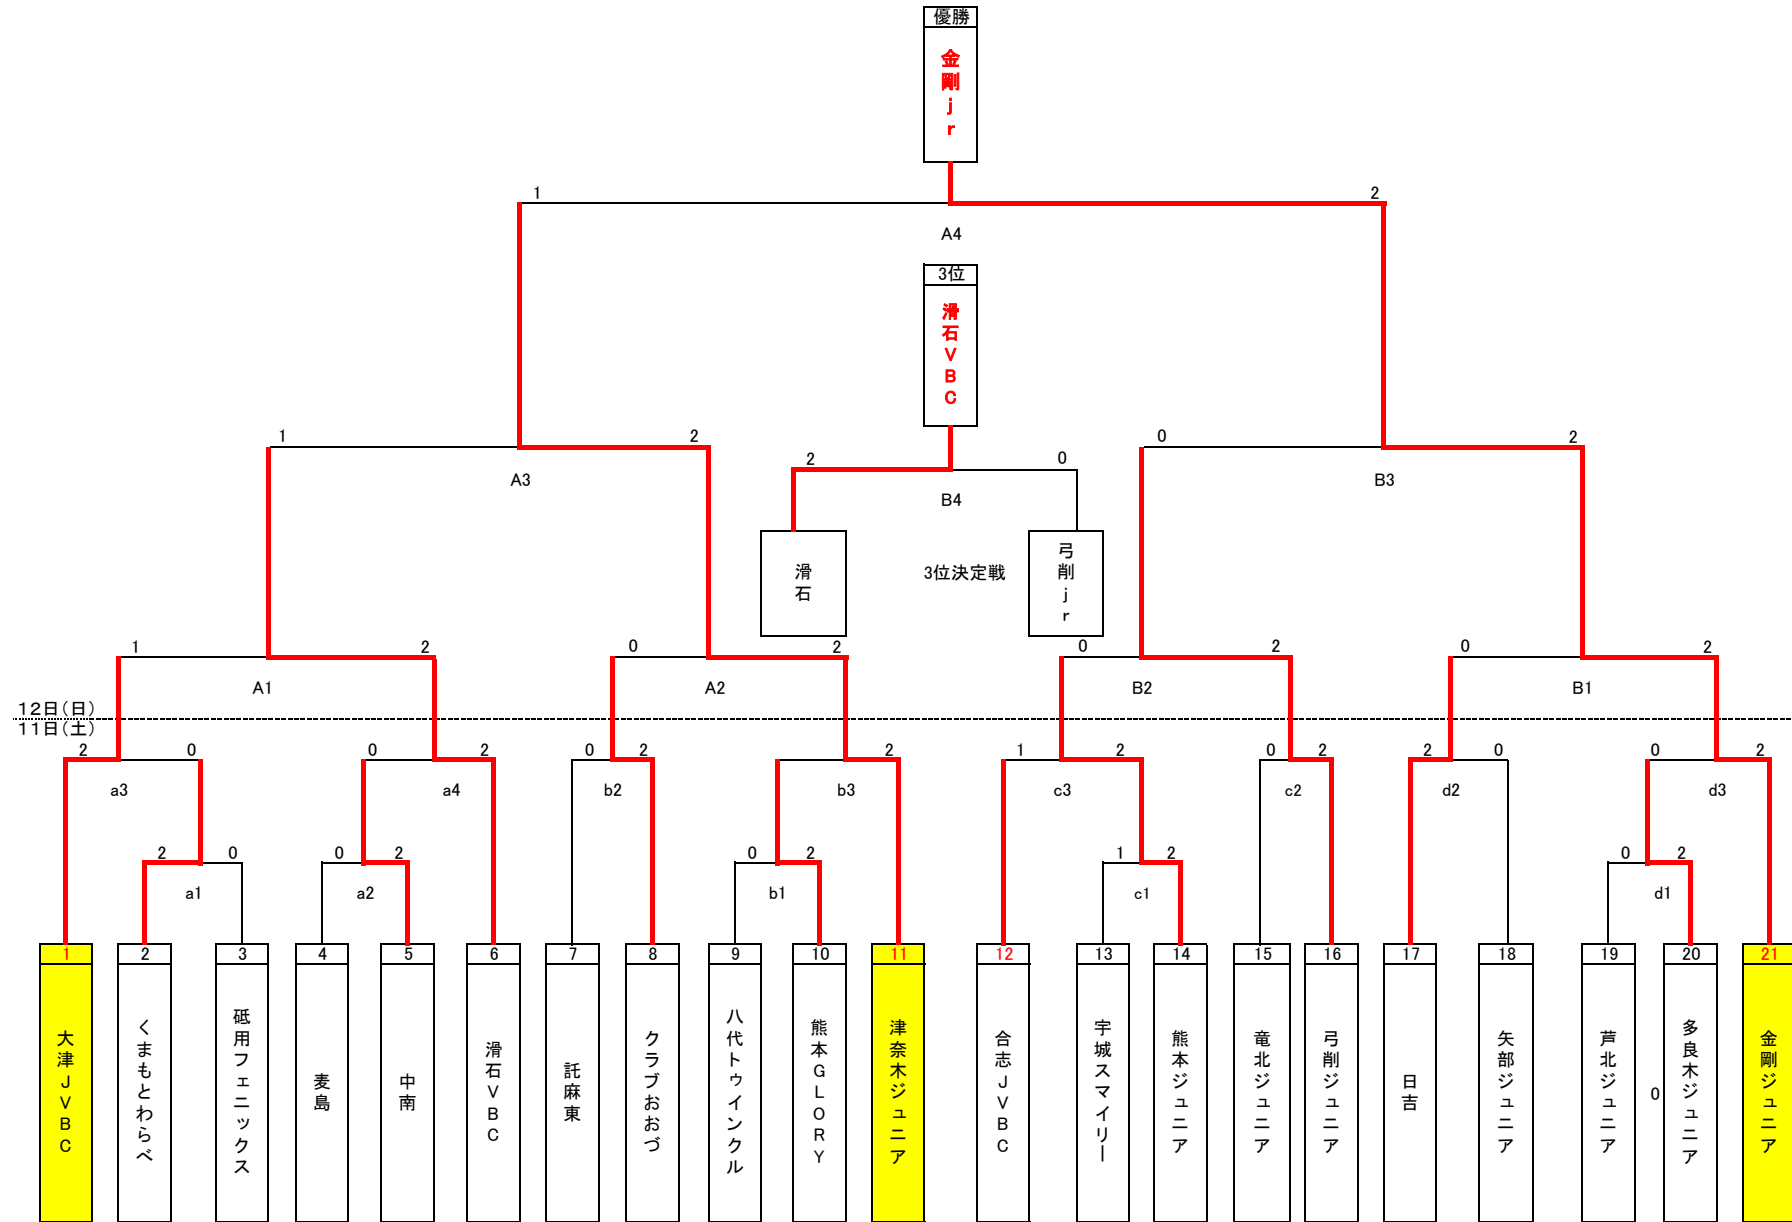 優勝
金剛jr
1 2
A4
3位
滑石VBC
1 2 0 2
2 0
A3 B3
B4
滑石
3位決定戦
弓削jr
1 2 0 2 0 2 0 2
A1 A2 B2 B1
12日(日)
11日(土)
2 0 0 2 0 2 2 1 2 0 2 2 0 0 2
a3 a4 b2 b3 c3 c2 d2 d3
2 0 0 2 0 2 1 2 0 2
a1 a2 b1 c1 d1
1 2 3 4 5 6 7 8 9 10 11 12 13 14 15 16 17 18 19 20 21
大津JVBC
くまもとわらべ
砥用フェニックス
麦島
中南
滑石VBC
託麻東
クラブおおづ
八代トゥインクル
熊本GLORY
津奈木ジュニア
合志JVBC
宇城スマイリー
熊本ジュニア
竜北ジュニア
弓削ジュニア
日吉
矢部ジュニア
芦北ジュニア
0
多良木ジュニア
金剛ジュニア